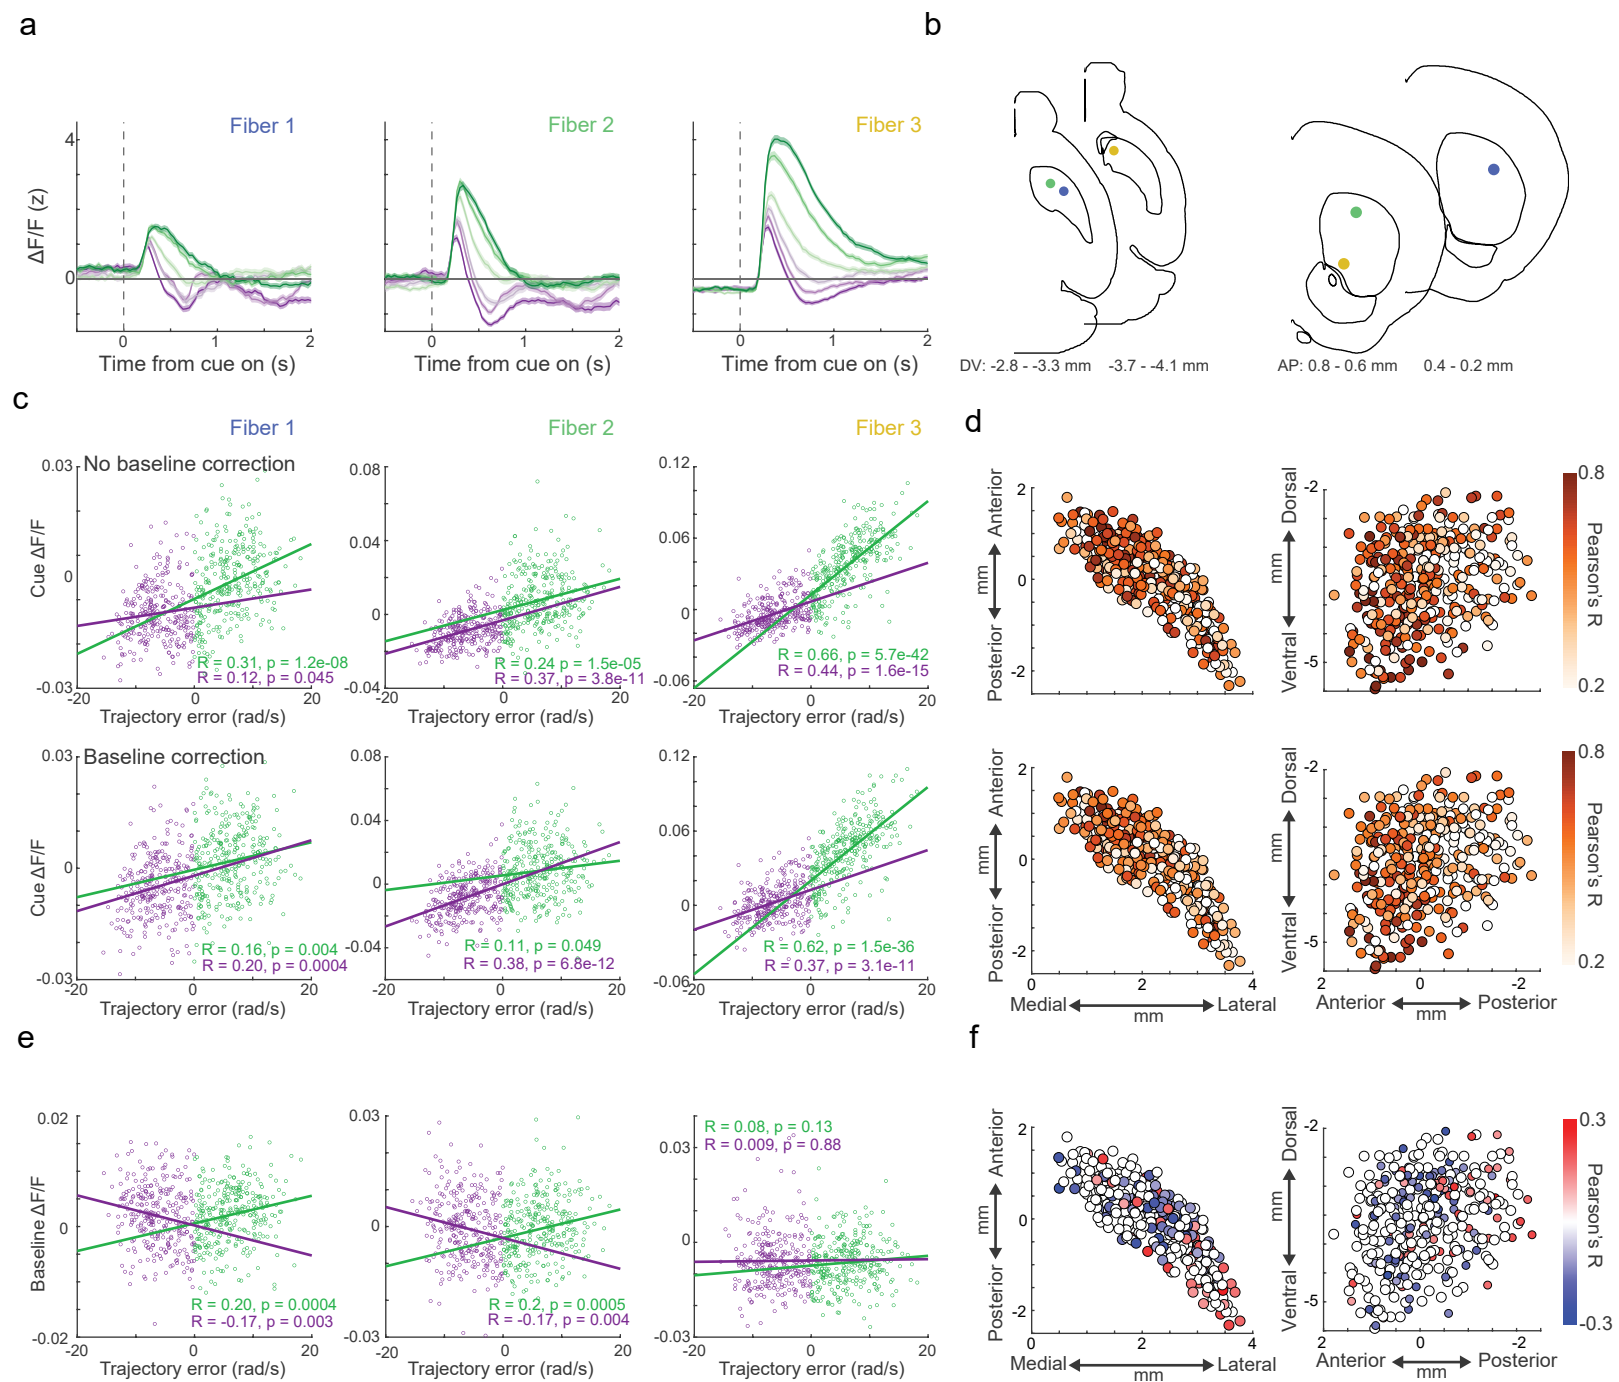 a
b
Fiber 1
Fiber 2
Fiber 3
4
0
ΔF/F (z)
0 1 2
0 1 2
0 1 2
Time from cue on (s)
Time from cue on (s)
Time from cue on (s)
DV: -2.8 - -3.3 mm
-3.7 - -4.1 mm
AP: 0.8 - 0.6 mm
0.4 - 0.2 mm
c
Fiber 1
Fiber 2
Fiber 3
No baseline correction
0.03
0
-0.03
Cue ΔF/F
R = 0.31, p = 1.2e-08
R = 0.12, p = 0.045
-20 0 20
Trajectory error (rad/s)
0.08
0.04
0
-0.04
R = 0.24 p = 1.5e-05
R = 0.37, p = 3.8e-11
-20 0 20
Trajectory error (rad/s)
0.12
0.06
0
-0.06
R = 0.66, p = 5.7e-42
R = 0.44, p = 1.6e-15
-20 0 20
Trajectory error (rad/s)
Baseline correction
0.03
0
-0.03
Cue ΔF/F
R = 0.16, p = 0.004
R = 0.20, p = 0.0004
-20 0 20
Trajectory error (rad/s)
0.08
0.04
0
-0.04
R = 0.11, p = 0.049
R = 0.38, p = 6.8e-12
-20 0 20
Trajectory error (rad/s)
0.12
0.06
0
-0.06
R = 0.62, p = 1.5e-36
R = 0.37, p = 3.1e-11
-20 0 20
Trajectory error (rad/s)
d
Posterior mm Anterior
2
0
-2
Ventral mm Dorsal
-2
-5
0.8
Pearson's R
0.2
Posterior mm Anterior
2
0
-2
0 2 4
Medial mm Lateral
Ventral mm Dorsal
-2
-5
2 0 -2
Anterior mm Posterior
0.8
Pearson's R
0.2
e
Baseline ΔF/F
0.02
0
-0.02
R = 0.20, p = 0.0004
R = -0.17, p = 0.003
-20 0 20
Trajectory error (rad/s)
0.03
0
-0.03
R = 0.2, p = 0.0005
R = -0.17, p = 0.004
-20 0 20
Trajectory error (rad/s)
R = 0.08, p = 0.13
R = 0.009, p = 0.88
0.03
0
-0.03
-20 0 20
Trajectory error (rad/s)
f
Posterior mm Anterior
2
0
-2
0 2 4
Medial mm Lateral
Ventral mm Dorsal
-2
-5
2 0 -2
Anterior mm Posterior
0.3
Pearson's R
-0.3